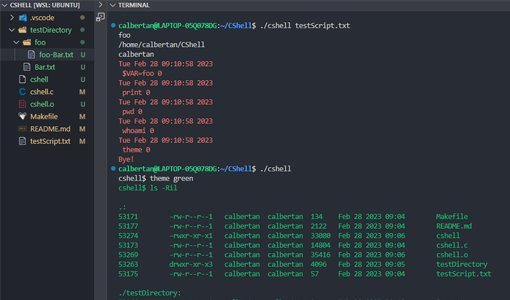 CSHELL [WSL: UBUNTU]
.vscode
testDirectory
foo
foo-Bar.txt U
Bar.txt U
cshell U
cshell.c M
cshell.o U
Makefile M
README.md M
testScript.txt M
TERMINAL
calbertan@LAPTOP-05Q078DG:~/CShell$ ./cshell testScript.txt
foo
/home/calbertan/CShell
calbertan
Tue Feb 28 09:10:58 2023
$VAR=foo 0
Tue Feb 28 09:10:58 2023
print 0
Tue Feb 28 09:10:58 2023
pwd 0
Tue Feb 28 09:10:58 2023
whoami 0
Tue Feb 28 09:10:58 2023
theme 0
Bye!
calbertan@LAPTOP-05Q078DG:~/CShell$ ./cshell
cshell$ theme green
cshell$ ls -Ril
.:
53171 -rw-r--r--1 calbertan calbertan 134 Feb 28 2023 09:04 Makefile
53177 -rw-r--r--1 calbertan calbertan 2122 Feb 28 2023 09:04 README.md
53274 -rwxr-xr-x1 calbertan calbertan 33080 Feb 28 2023 09:06 cshell
53173 -rw-r--r--1 calbertan calbertan 14804 Feb 28 2023 09:04 cshell.c
53269 -rw-r--r--1 calbertan calbertan 35416 Feb 28 2023 09:06 cshell.o
53263 drwxr-xr-x3 calbertan calbertan 4096 Feb 28 2023 09:05 testDirectory
53175 -rw-r--r--1 calbertan calbertan 57 Feb 28 2023 09:04 testScript.txt
./testDirectory: